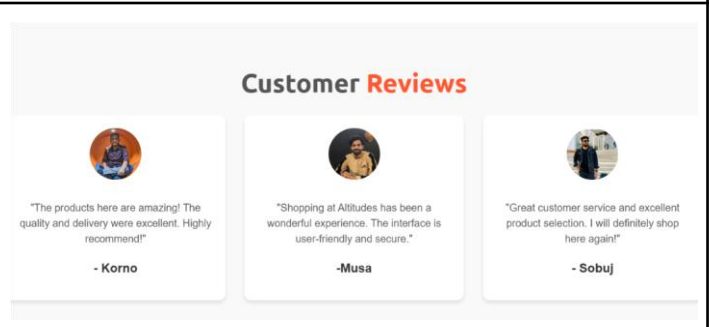 Customer Reviews
"The products here are amazing! The
quality and delivery were excellent. Highly
recommend!"
- Korno
"Shopping at Altitudes has been a
wonderful experience. The interface is
user-friendly and secure."
-Musa
"Great customer service and excellent
product selection. I will definitely shop
here again!"
- Sobuj